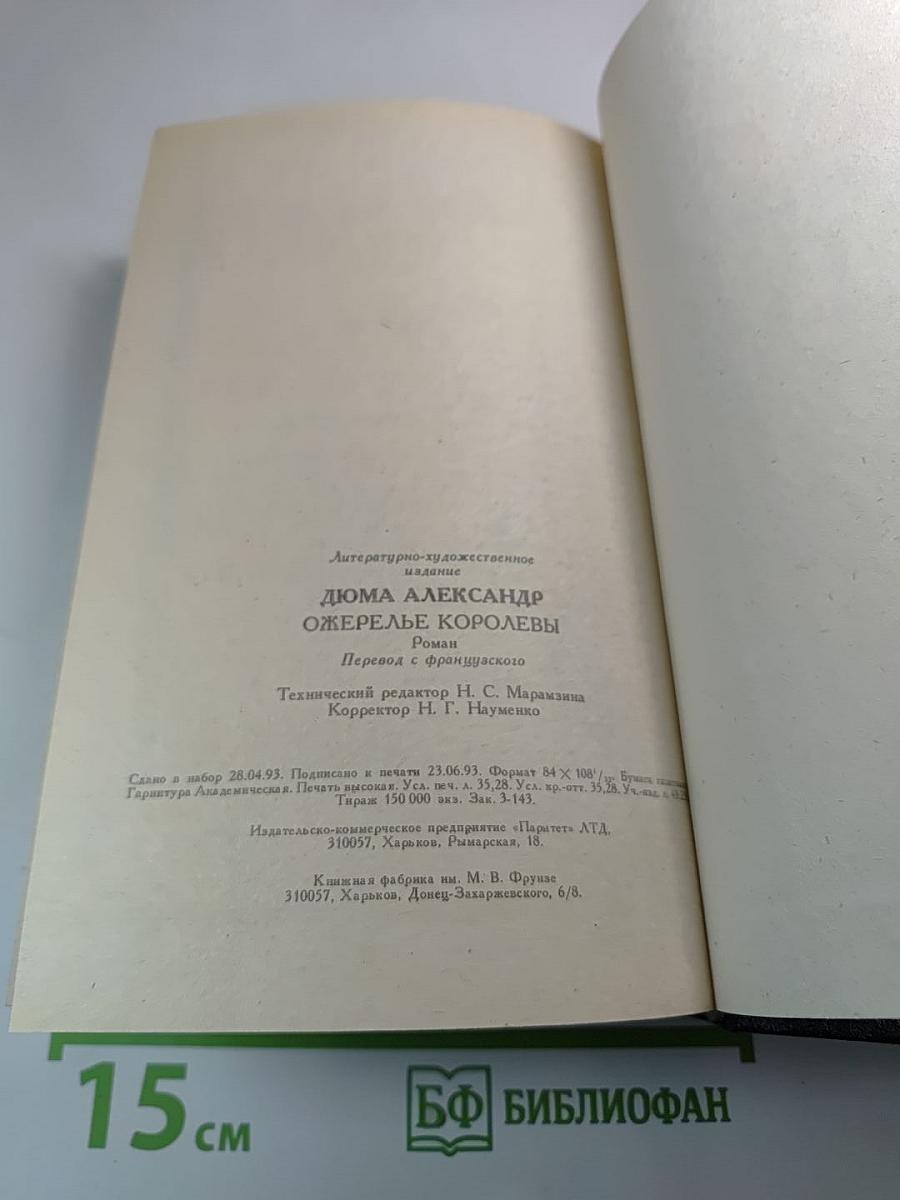 Литературно-художественное
издание
ДЮМА АЛЕКСАНДР
ОЖЕРЕЛЬЕ КОРОЛЕВЫ
Роман
Перевод с французского
Технический редактор Н. С. Марамзина
Корректор Н. Г. Науменко
Сдано в набор 28.04.93. Подписано к печати 23.06.93. Формат 84 × 108¹/₃₂. Бумага
Гарнитура Академическая. Печать высокая. Усл. печ. л. 35,28. Усл. кр.-отт. 35,28. Уч.-изд. л.
Тираж 150 000 экз. Зак. 3-143.
Издательско-коммерческое предприятие «Паритет» ЛТД,
310057, Харьков, Рымарская, 18.
Книжная фабрика им. М. В. Фрунзе
310057, Харьков, Донец-Захаржевского, 6/8.
15 см
БФ БИБЛИОФАН